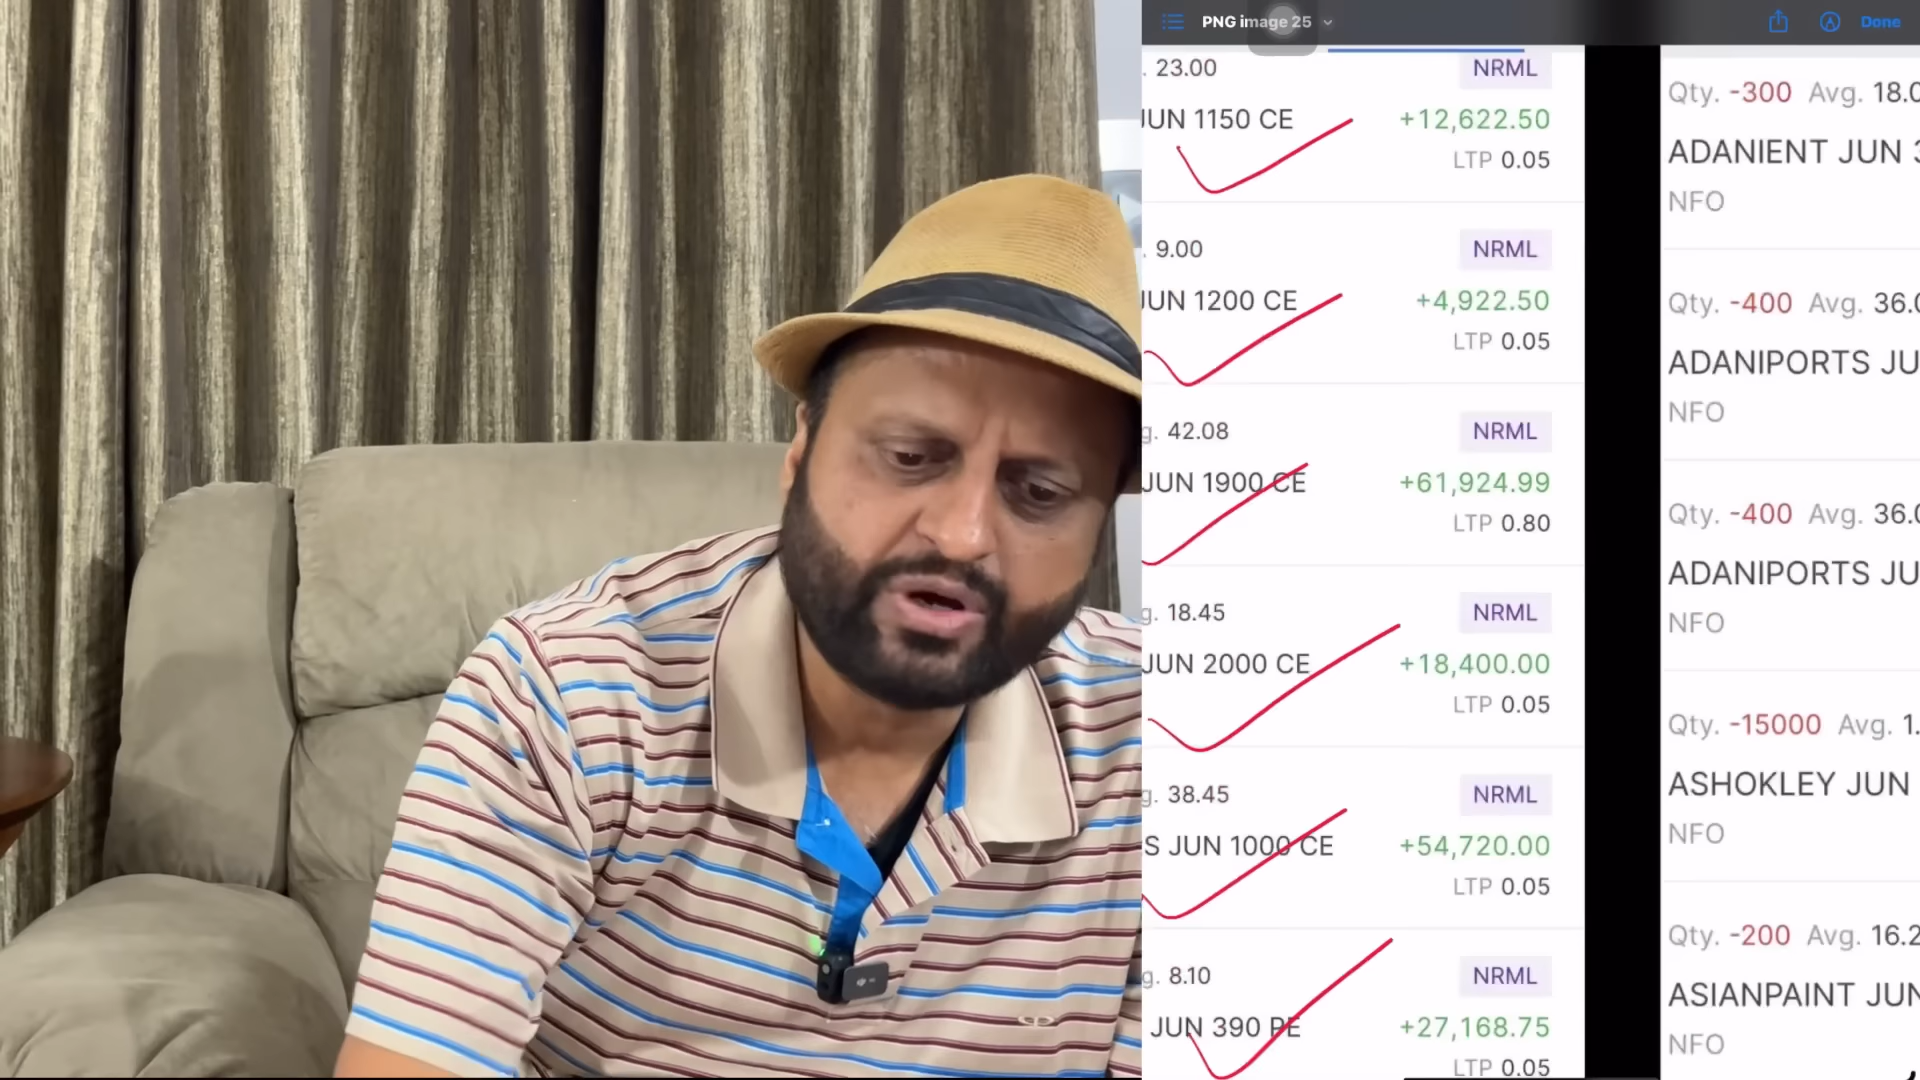 PNG image 25
Done
. 23.00 NRML
JUN 1150 CE +12,622.50
LTP 0.05
. 9.00 NRML
JUN 1200 CE +4,922.50
LTP 0.05
g. 42.08 NRML
JUN 1900 CE +61,924.99
LTP 0.80
g. 18.45 NRML
JUN 2000 CE +18,400.00
LTP 0.05
g. 38.45 NRML
S JUN 1000 CE +54,720.00
LTP 0.05
g. 8.10 NRML
JUN 390 PE +27,168.75
LTP 0.05
Qty. -300 Avg. 18.0
ADANIENT JUN 3
NFO
Qty. -400 Avg. 36.0
ADANIPORTS JU
NFO
Qty. -400 Avg. 36.0
ADANIPORTS JU
NFO
Qty. -15000 Avg. 1.
ASHOKLEY JUN
NFO
Qty. -200 Avg. 16.2
ASIANPAINT JUN
NFO